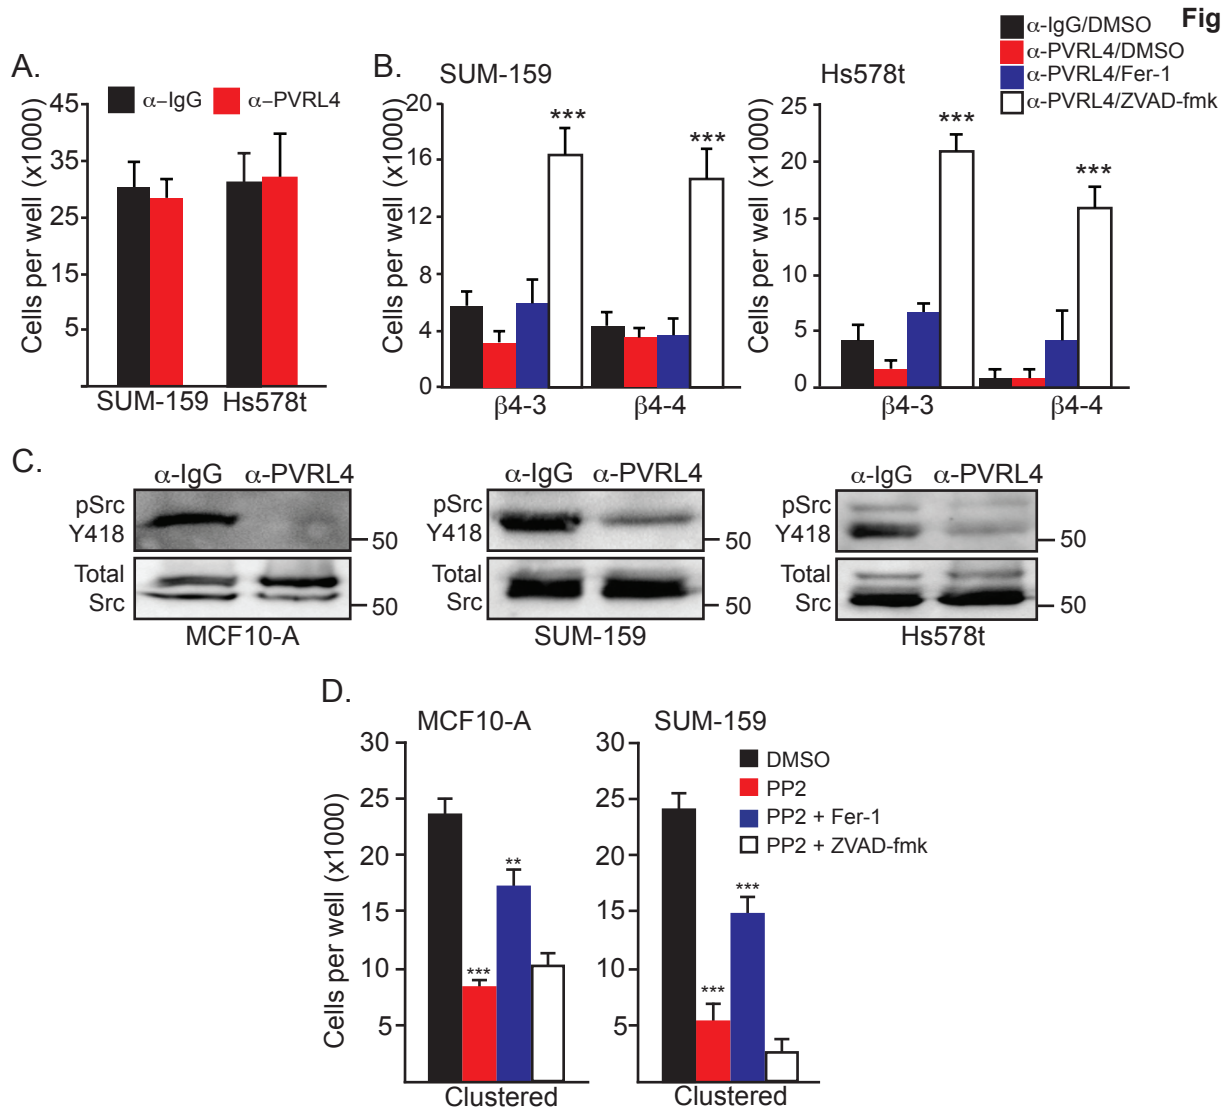 Fig
α-IgG/DMSO
α-PVRL4/DMSO
α-PVRL4/Fer-1
α-PVRL4/ZVAD-fmk
A.
α–IgG α–PVRL4
Cells per well (x1000)
45
35
25
15
5
SUM-159 Hs578t
B.
SUM-159
Cells per well (x1000)
20
16
12
8
4
0
*** ***
β4-3 β4-4
Hs578t
Cells per well (x1000)
25
20
15
10
5
0
*** ***
β4-3 β4-4
C.
α-IgG α-PVRL4
pSrc
Y418
50
Total
Src
50
MCF10-A
α-IgG α-PVRL4
pSrc
Y418
50
Total
Src
50
SUM-159
α-IgG α-PVRL4
pSrc
Y418
50
Total
Src
50
Hs578t
D.
MCF10-A
Cells per well (x1000)
30
25
20
15
10
5
*** **
Clustered
SUM-159
30
25
20
15
10
5
*** ***
Clustered
DMSO
PP2
PP2 + Fer-1
PP2 + ZVAD-fmk